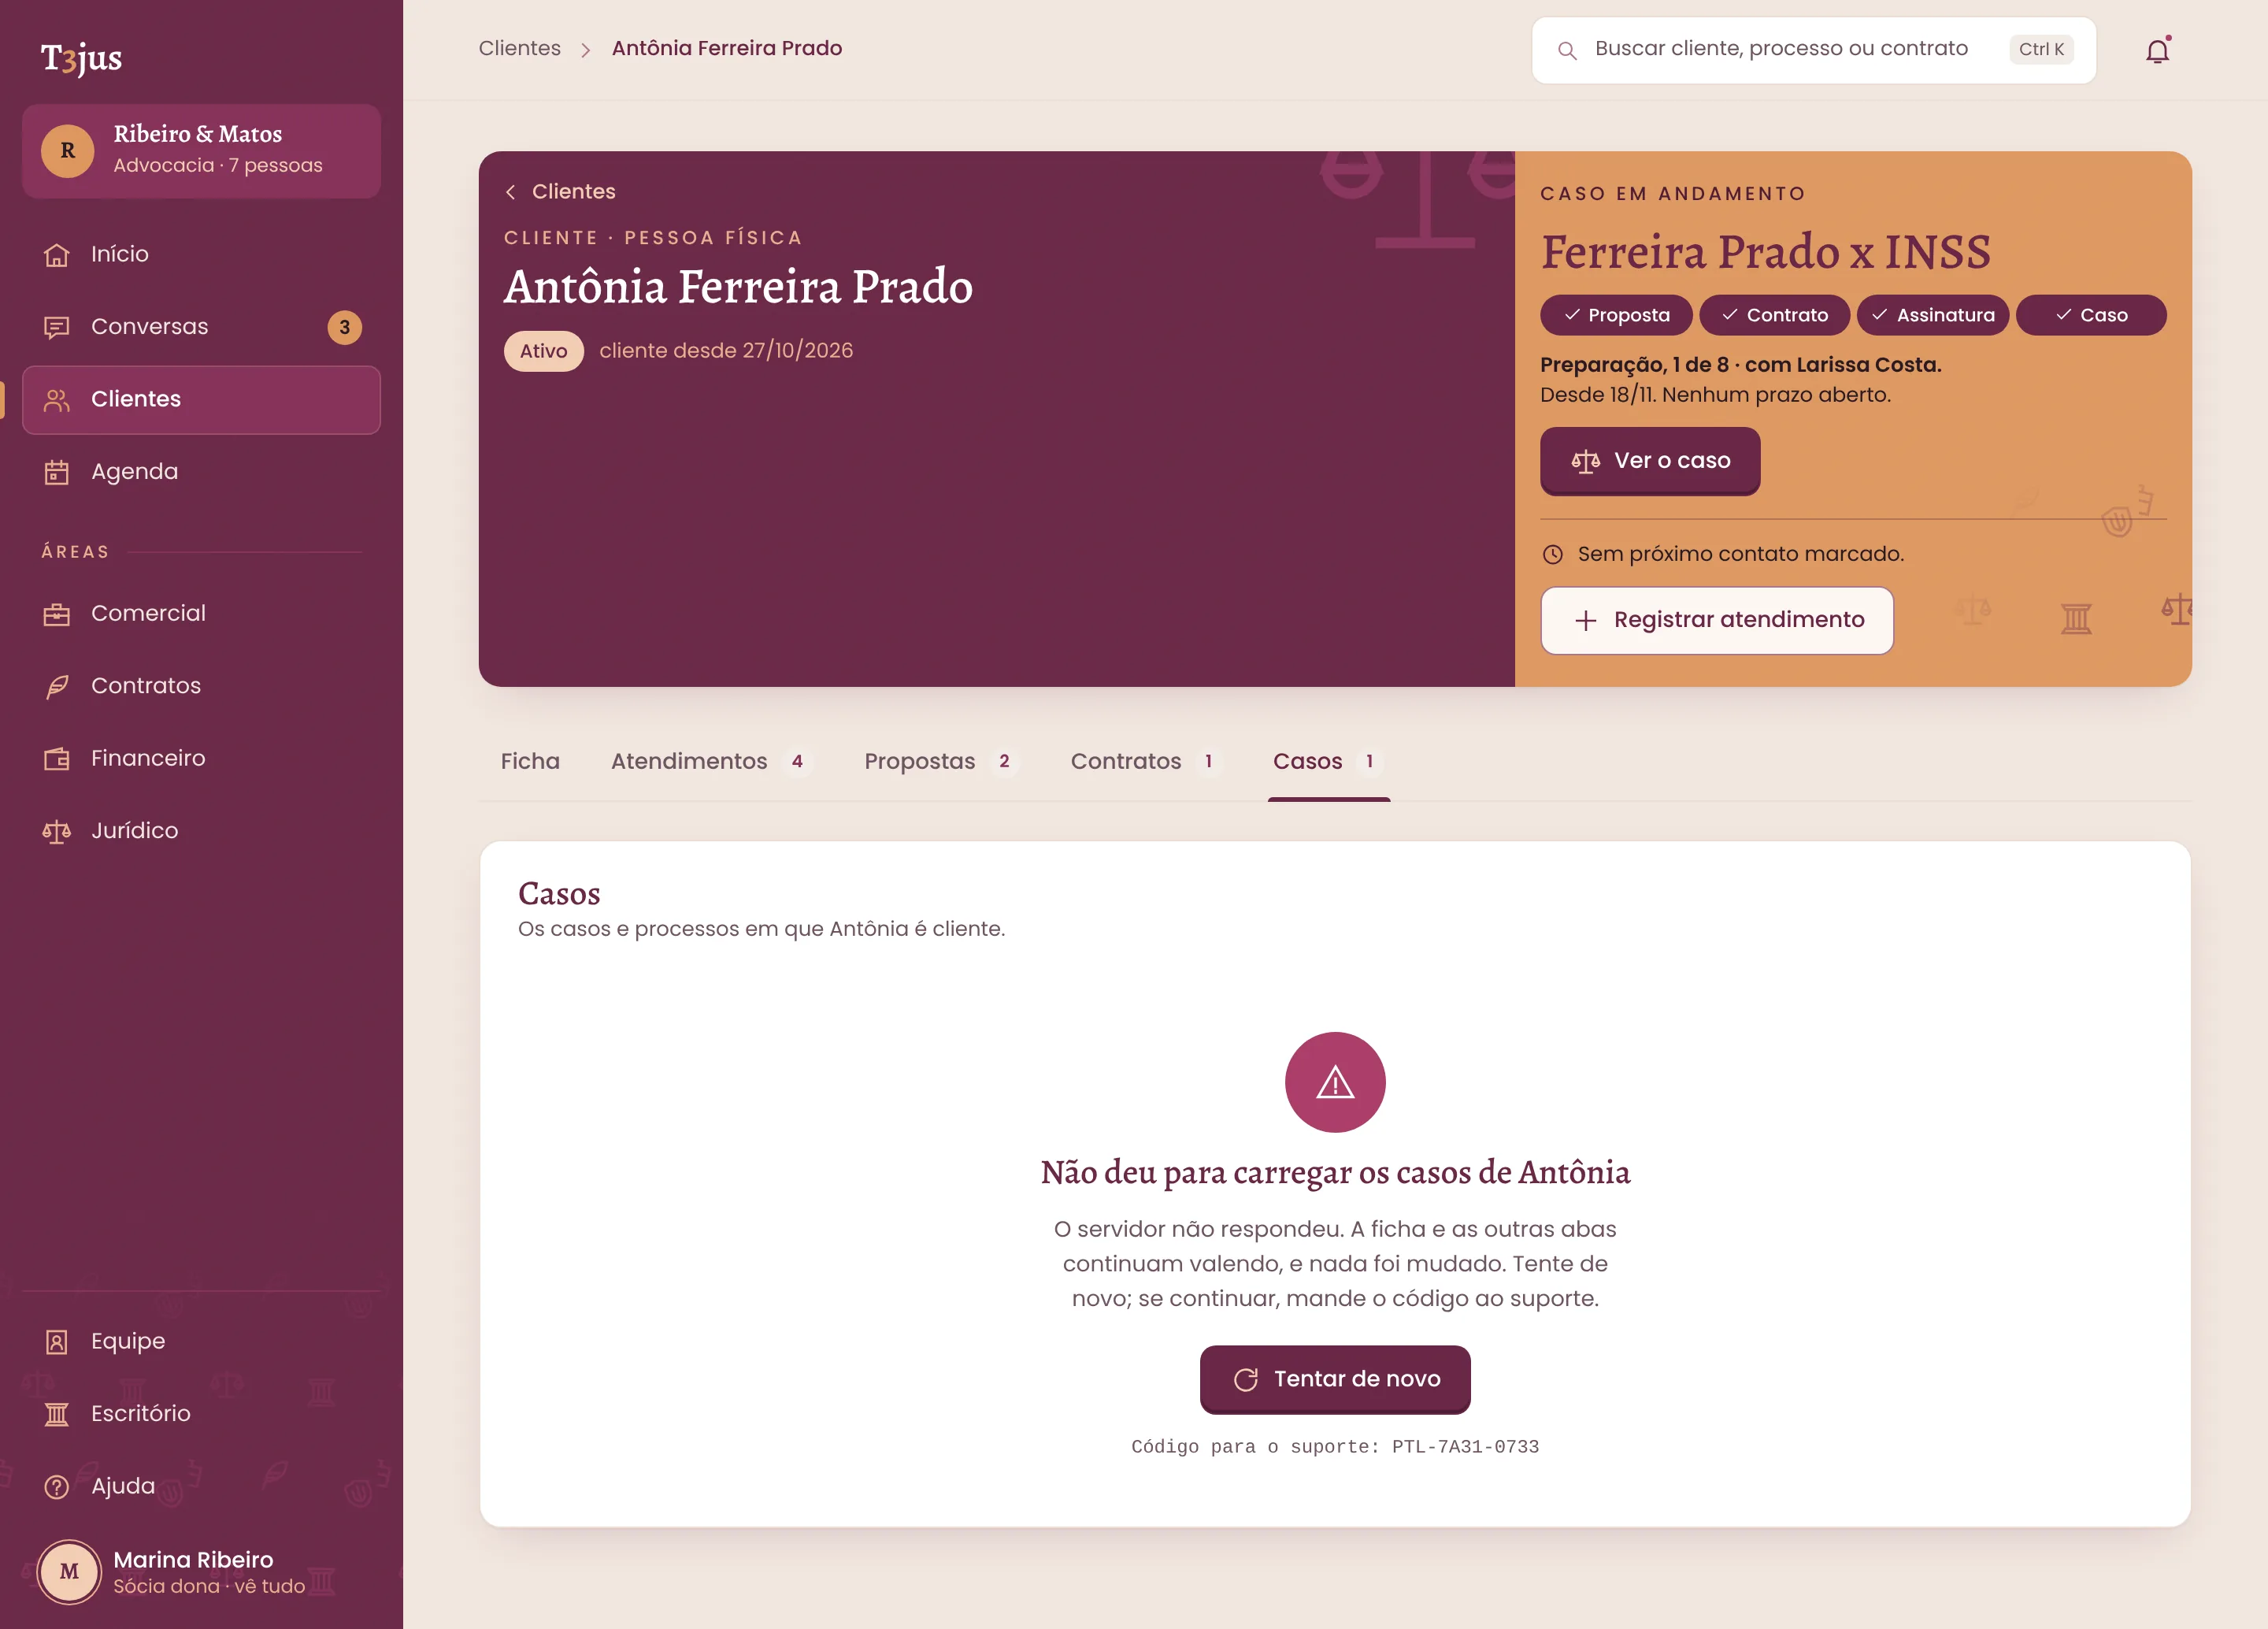 T3jus
R
Ribeiro & Matos
Advocacia · 7 pessoas
Início
Conversas 3
Clientes
Agenda
ÁREAS
Comercial
Contratos
Financeiro
Jurídico
Equipe
Escritório
Ajuda
M
Marina Ribeiro
Sócia dona · vê tudo
Clientes > Antônia Ferreira Prado
Buscar cliente, processo ou contrato Ctrl K
Clientes
CLIENTE · PESSOA FÍSICA
Antônia Ferreira Prado
Ativo cliente desde 27/10/2026
CASO EM ANDAMENTO
Ferreira Prado x INSS
Proposta Contrato Assinatura Caso
Preparação, 1 de 8 · com Larissa Costa.
Desde 18/11. Nenhum prazo aberto.
Ver o caso
Sem próximo contato marcado.
Registrar atendimento
Ficha Atendimentos 4 Propostas 2 Contratos 1 Casos 1
Casos
Os casos e processos em que Antônia é cliente.
Não deu para carregar os casos de Antônia
O servidor não respondeu. A ficha e as outras abas
continuam valendo, e nada foi mudado. Tente de
novo; se continuar, mande o código ao suporte.
Tentar de novo
Código para o suporte: PTL-7A31-0733